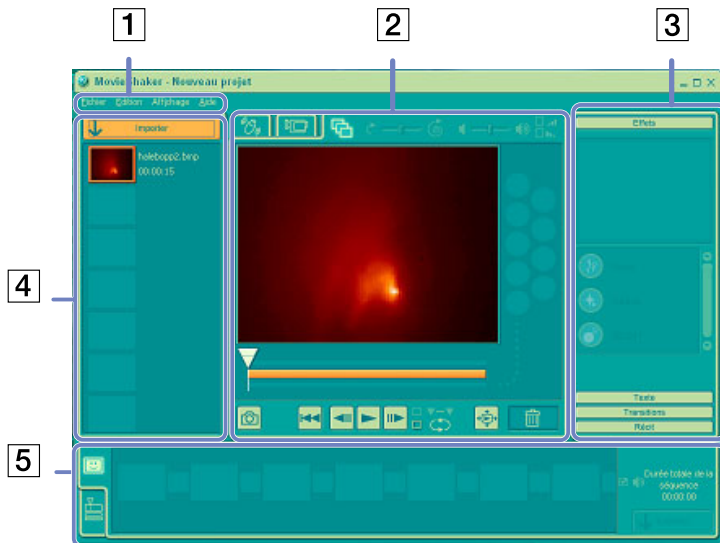 1
2
3
MovieShaker - Nouveau projet
Fichier Edition Affichage Aide
Importer
Effets
halebopp2.bmp
00:00:15
4
Texte
Transitions
Récit
5
Durée totale de la
séquence
00:00:00